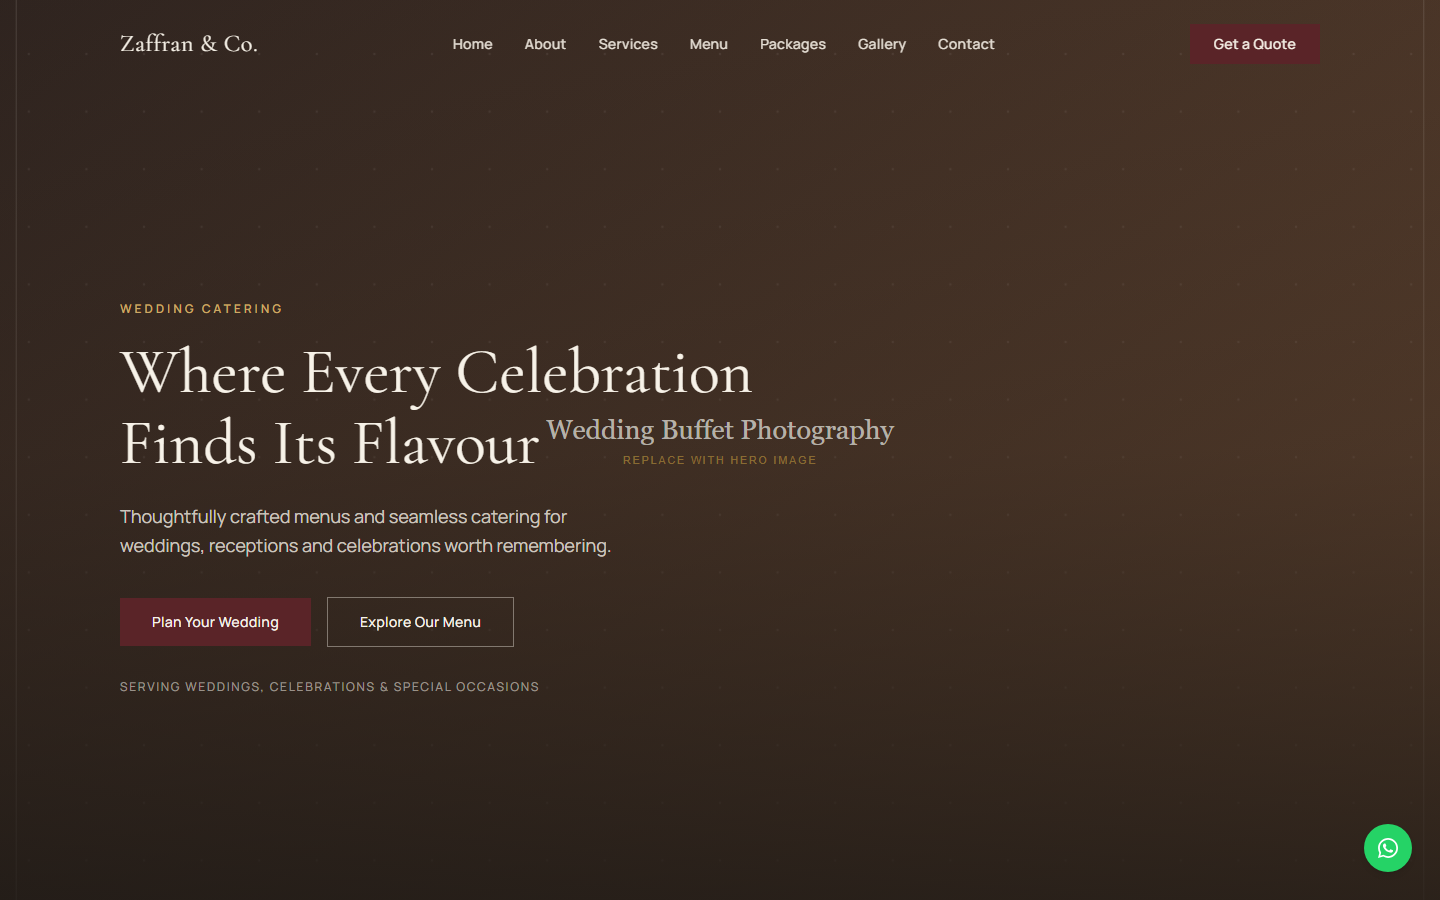 Zaffran & Co.
Home
About
Services
Menu
Packages
Gallery
Contact
Get a Quote
WEDDING CATERING
Where Every Celebration
Finds Its Flavour
Wedding Buffet Photography
REPLACE WITH HERO IMAGE
Thoughtfully crafted menus and seamless catering for
weddings, receptions and celebrations worth remembering.
Plan Your Wedding
Explore Our Menu
SERVING WEDDINGS, CELEBRATIONS & SPECIAL OCCASIONS